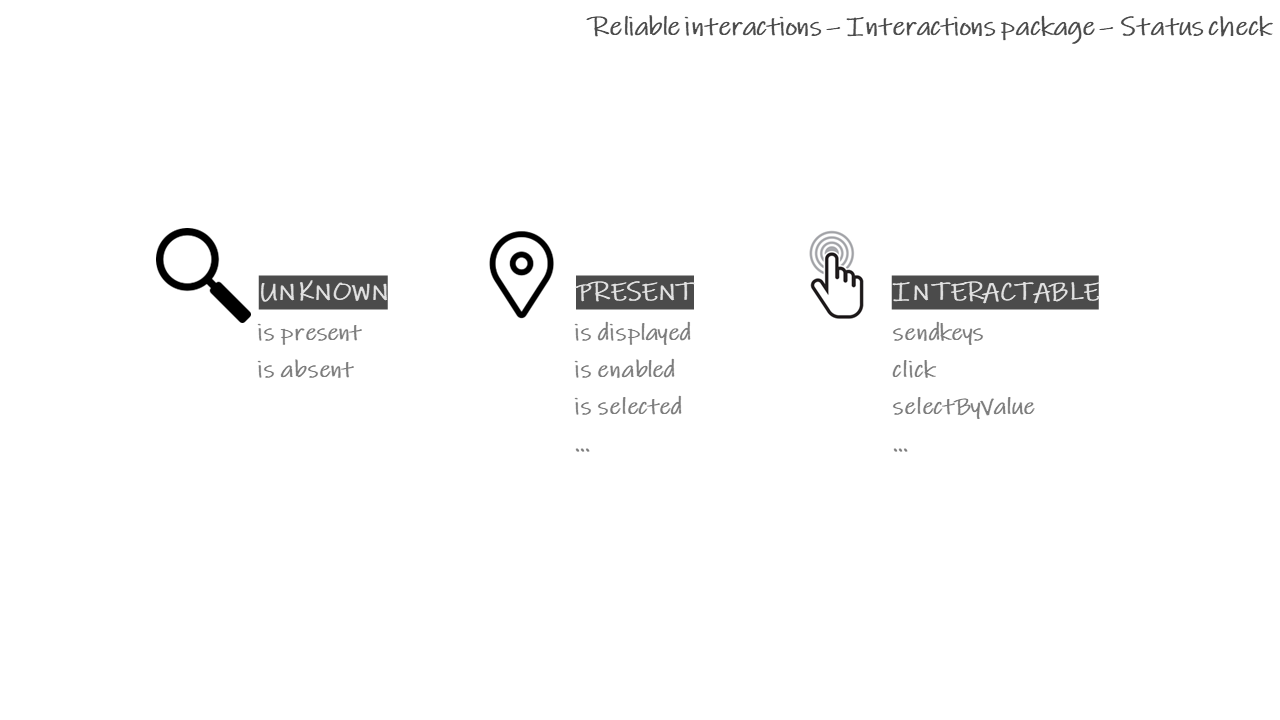 Reliable interactions – Interactions package – Status check
UNKNOWN
is present
is absent
PRESENT
is displayed
is enabled
is selected
...
INTERACTABLE
sendkeys
click
selectByValue
...